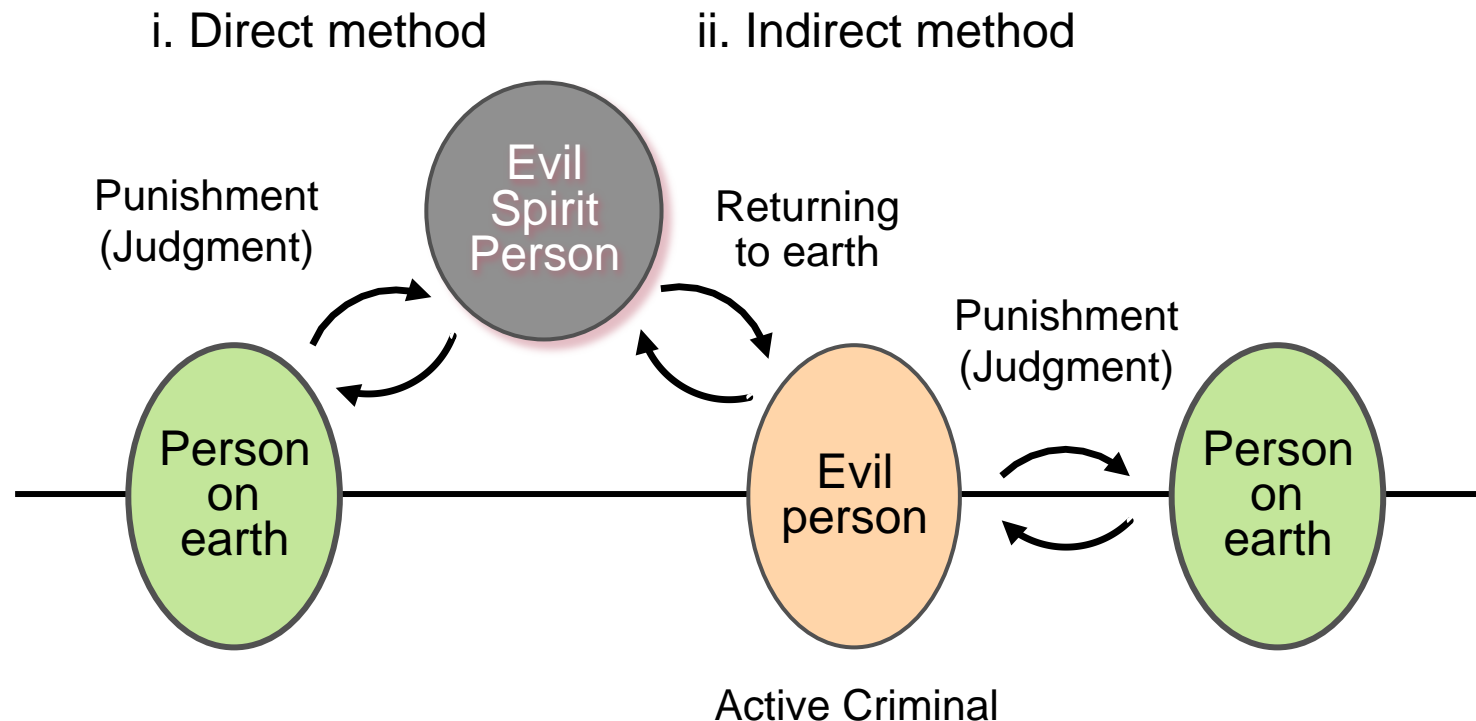 i. Direct method
ii. Indirect method
Evil
Spirit
Person
Punishment
(Judgment)
Returning
to earth
Punishment
(Judgment)
Person
on
earth
Evil
person
Person
on
earth
Active Criminal